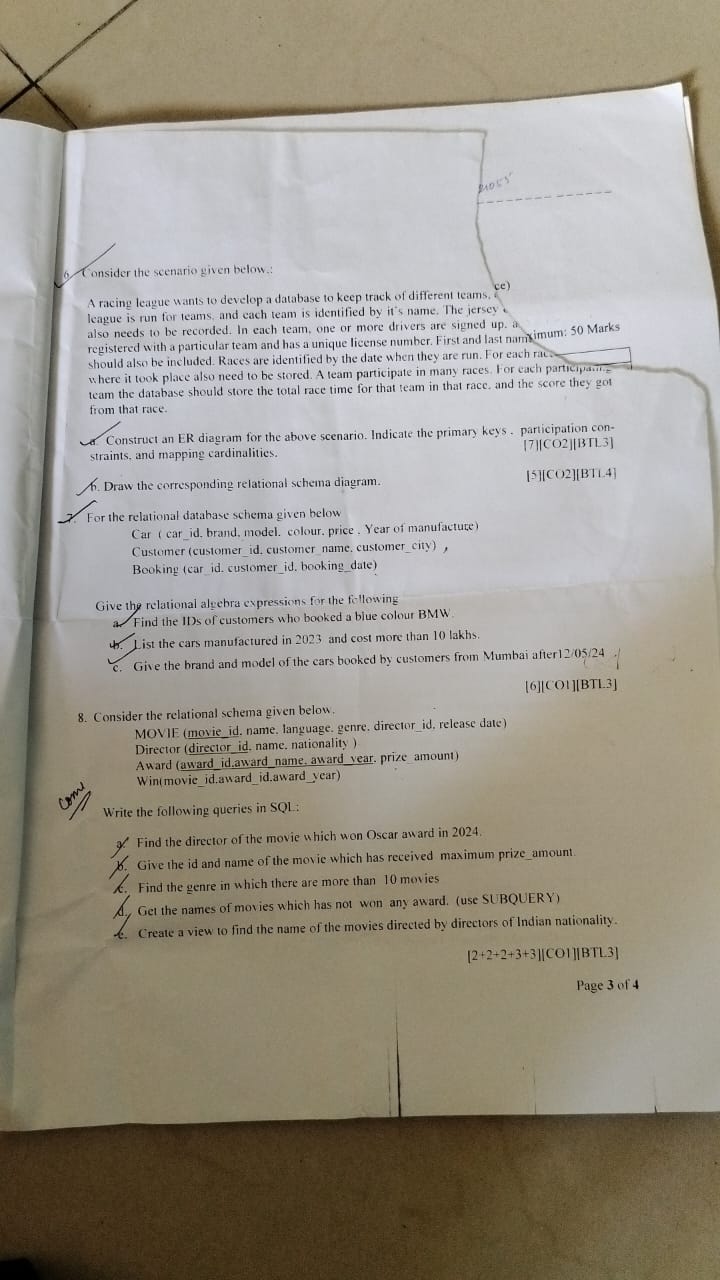 21055
6. Consider the scenario given below.:
ce)
A racing league wants to develop a database to keep track of different teams,
league is run for teams, and each team is identified by it's name. The jersey
also needs to be recorded. In each team, one or more drivers are signed up. a
ximum: 50 Marks
registered with a particular team and has a unique license number. First and last nam
should also be included. Races are identified by the date when they are run. For each rac
where it took place also need to be stored. A team participate in many races. For each participating
team the database should store the total race time for that team in that race, and the score they got
from that race.
a. Construct an ER diagram for the above scenario. Indicate the primary keys . participation con-
straints, and mapping cardinalities. [7][CO2][BTL3]
b. Draw the corresponding relational schema diagram. [5][CO2][BTL4]
7. For the relational database schema given below
Car ( car_id, brand, model, colour, price , Year of manufacture)
Customer (customer_id, customer_name, customer_city) ,
Booking (car_id, customer_id, booking_date)
Give the relational algebra expressions for the following
a. Find the IDs of customers who booked a blue colour BMW.
b. List the cars manufactured in 2023 and cost more than 10 lakhs.
c. Give the brand and model of the cars booked by customers from Mumbai after12/05/24 .
[6][CO1][BTL3]
8. Consider the relational schema given below.
MOVIE (movie_id, name, language, genre, director_id, release date)
Director (director_id, name, nationality )
Award (award_id,award_name, award_year, prize_amount)
Win(movie_id,award_id,award_year)
Write the following queries in SQL:
a. Find the director of the movie which won Oscar award in 2024.
b. Give the id and name of the movie which has received maximum prize_amount.
c. Find the genre in which there are more than 10 movies
d. Get the names of movies which has not won any award. (use SUBQUERY)
e. Create a view to find the name of the movies directed by directors of Indian nationality.
[2+2+2+3+3][CO1][BTL3]
Page 3 of 4